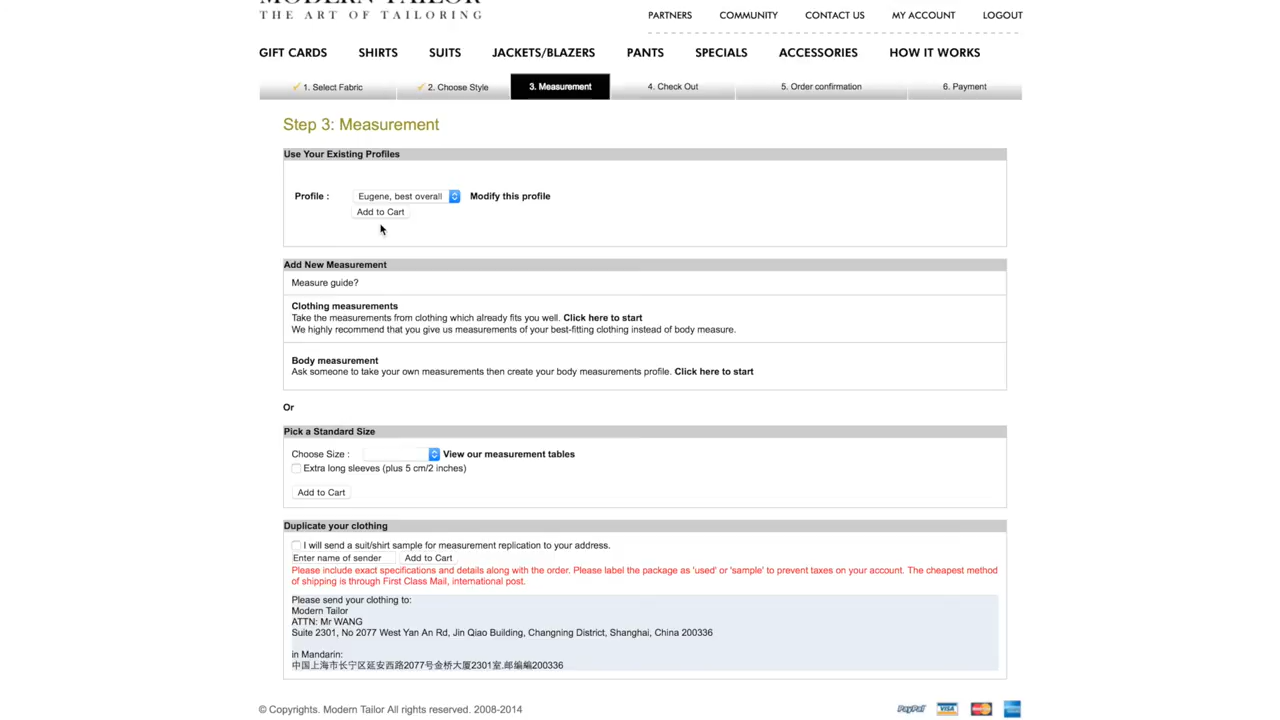 MODERN TAILOR
THE ART OF TAILORING
PARTNERS COMMUNITY CONTACT US MY ACCOUNT LOGOUT
GIFT CARDS SHIRTS SUITS JACKETS/BLAZERS PANTS SPECIALS ACCESSORIES HOW IT WORKS
1. Select Fabric 2. Choose Style 3. Measurement 4. Check Out 5. Order confirmation 6. Payment
Step 3: Measurement
Use Your Existing Profiles
Profile : Eugene, best overall Modify this profile
Add to Cart
Add New Measurement
Measure guide?
Clothing measurements
Take the measurements from clothing which already fits you well. Click here to start
We highly recommend that you give us measurements of your best-fitting clothing instead of body measure.
Body measurement
Ask someone to take your own measurements then create your body measurements profile. Click here to start
Or
Pick a Standard Size
Choose Size : View our measurement tables
Extra long sleeves (plus 5 cm/2 inches)
Add to Cart
Duplicate your clothing
I will send a suit/shirt sample for measurement replication to your address.
Enter name of sender Add to Cart
Please include exact specifications and details along with the order. Please label the package as 'used' or 'sample' to prevent taxes on your account. The cheapest method
of shipping is through First Class Mail, international post.
Please send your clothing to:
Modern Tailor
ATTN: Mr WANG
Suite 2301, No 2077 West Yan An Rd, Jin Qiao Building, Changning District, Shanghai, China 200336
in Mandarin:
中国上海市长宁区延安西路2077号金桥大厦2301室.邮编编200336
© Copyrights. Modern Tailor All rights reserved. 2008-2014 PayPal VISA MasterCard